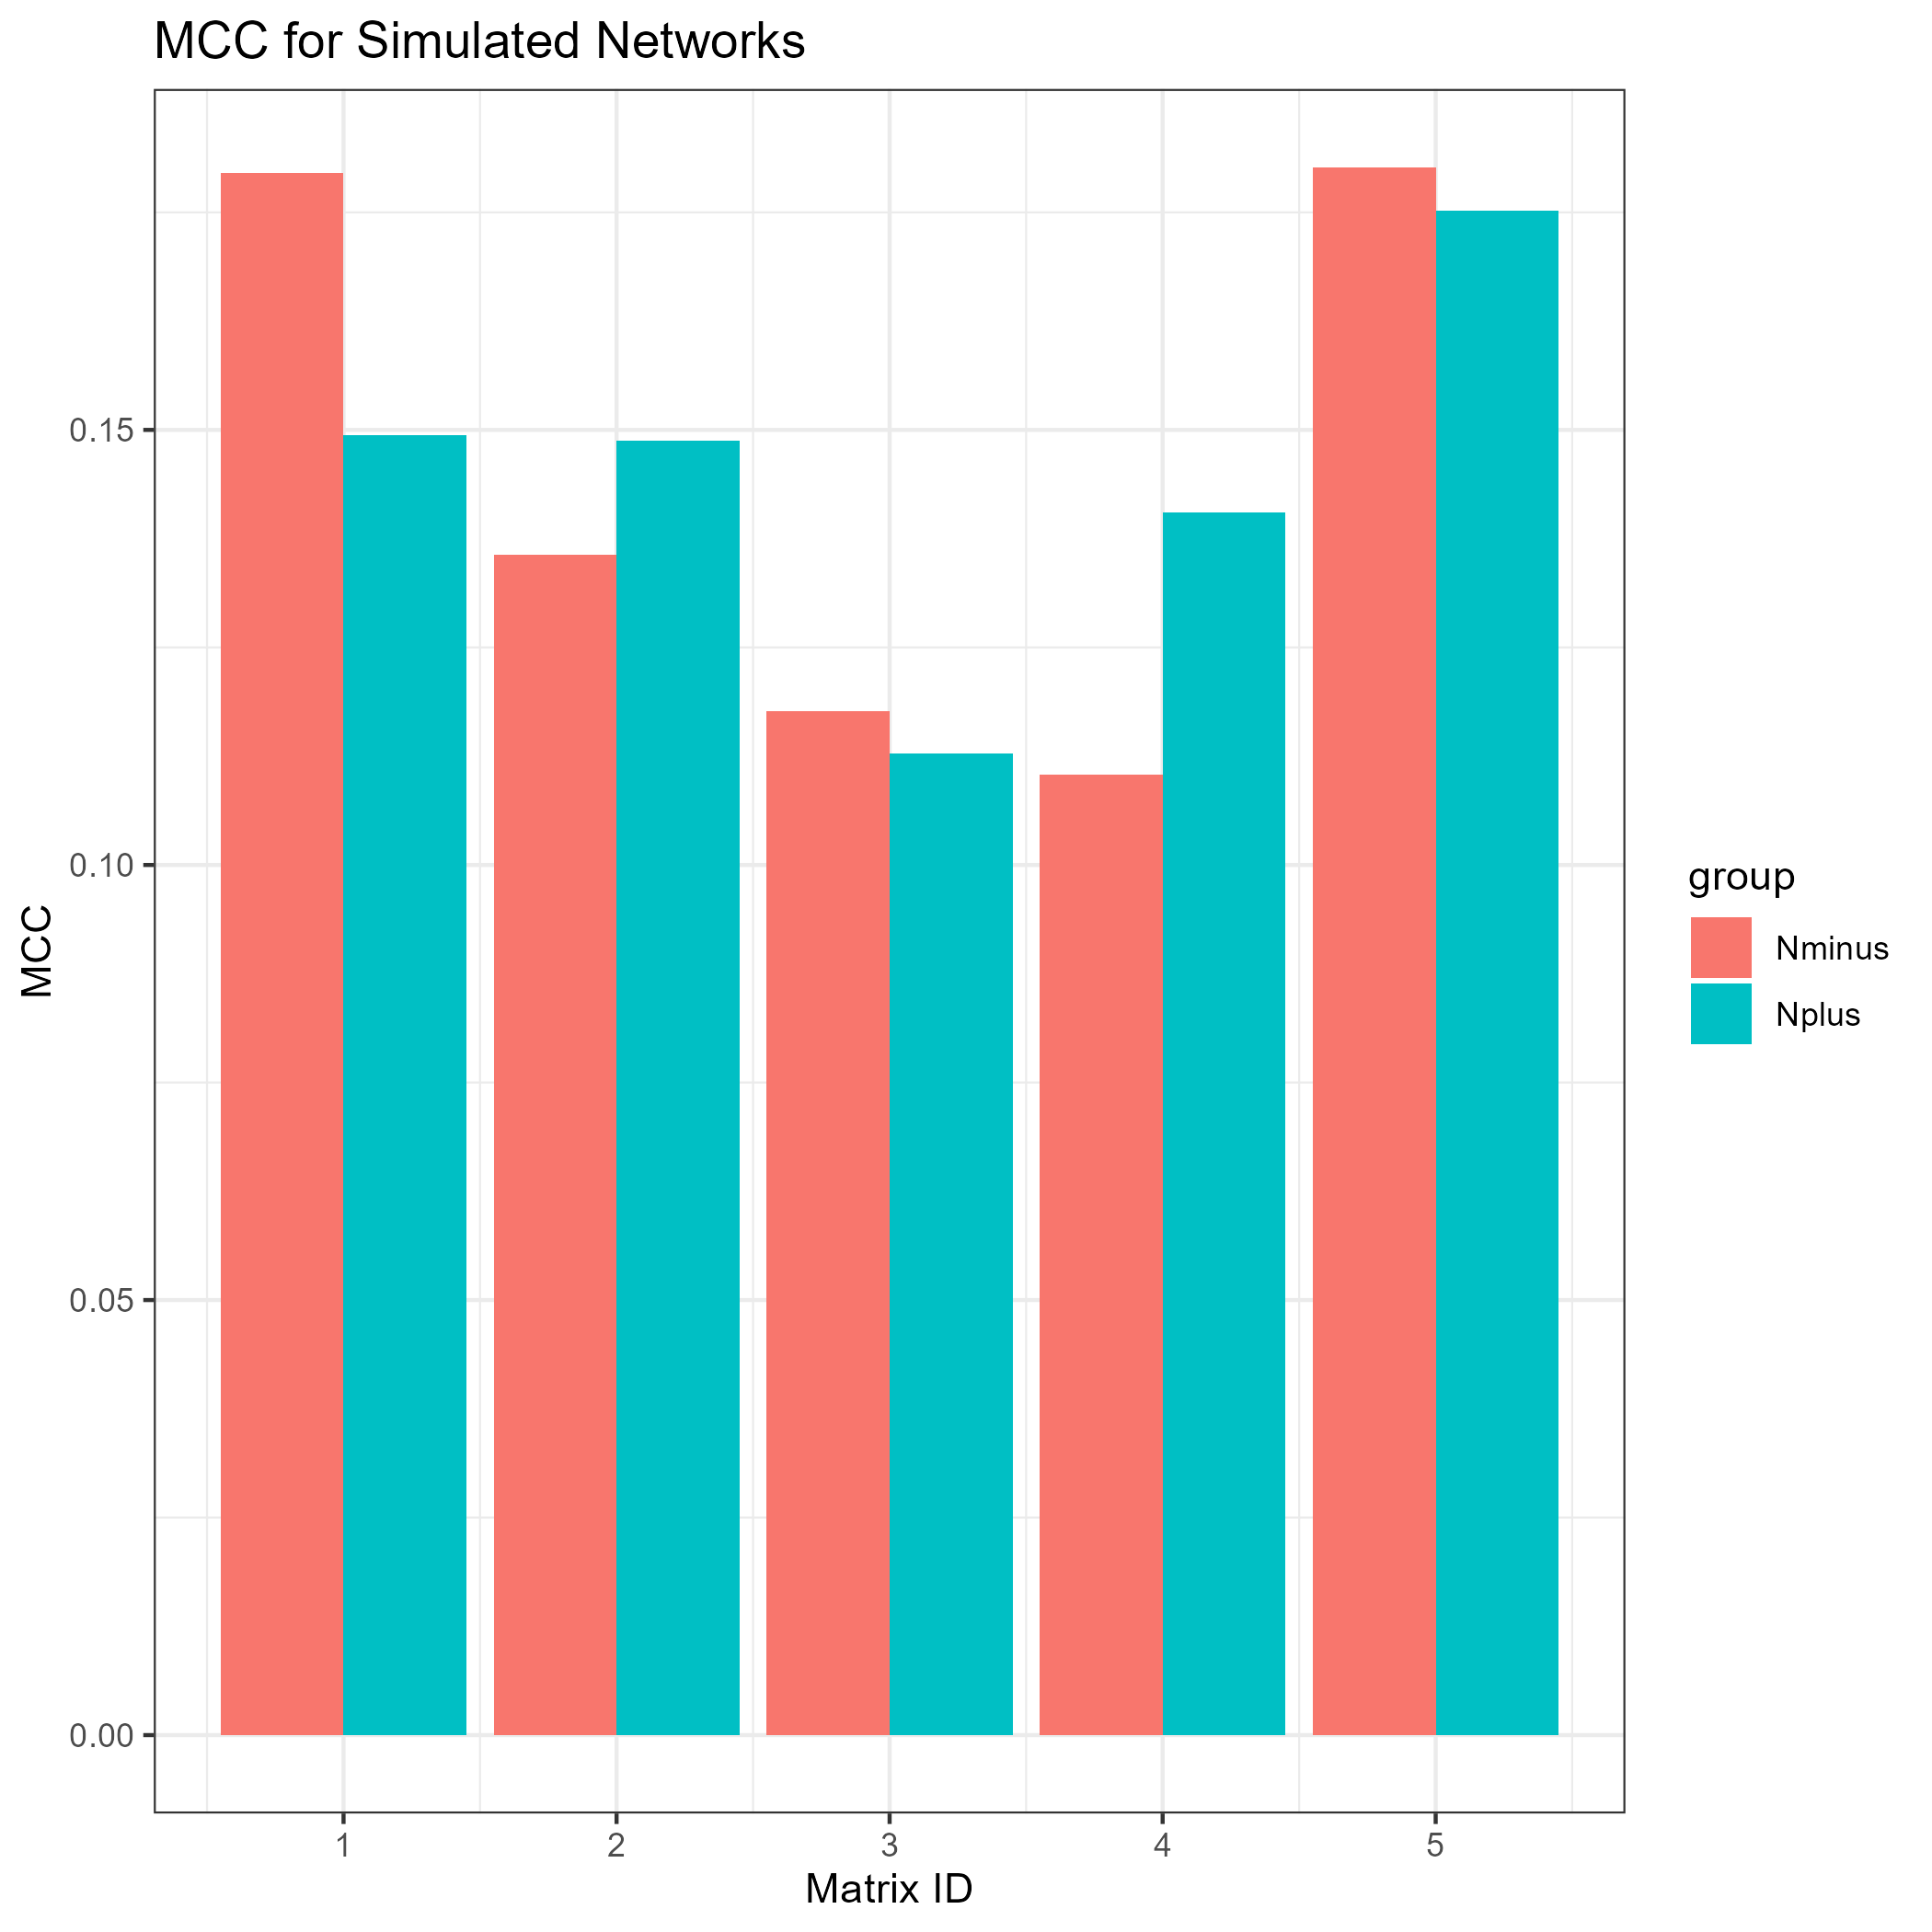 MCC for Simulated Networks
MCC
0.15
0.10
0.05
0.00
1 2 3 4 5
Matrix ID
group
Nminus
Nplus